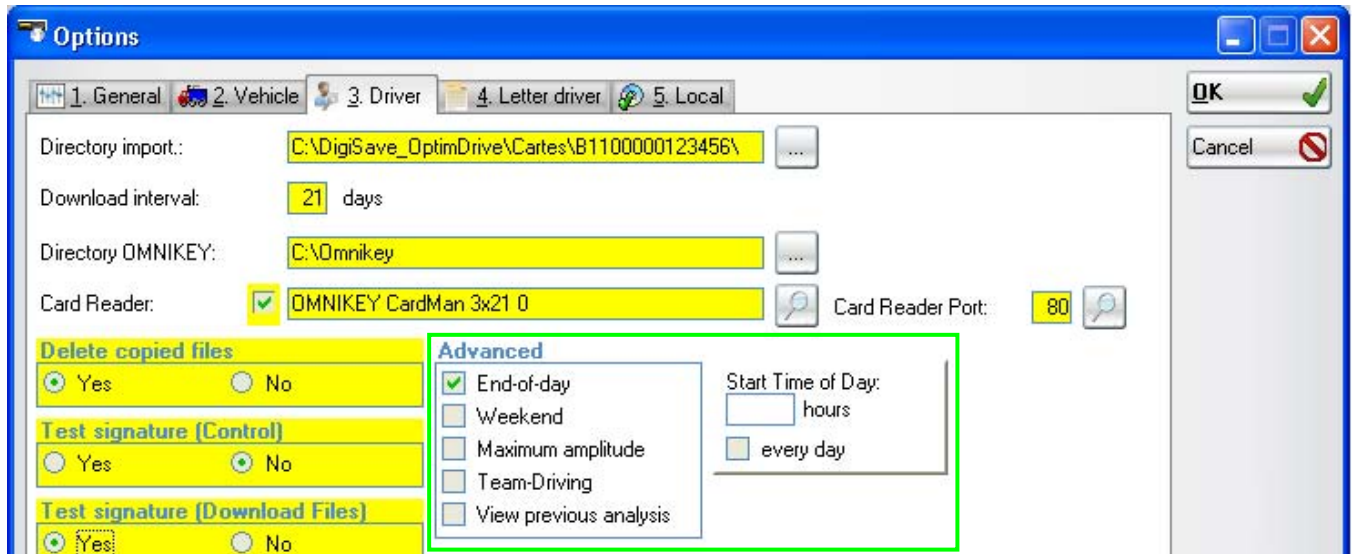 Options
1. General 2. Vehicle 3. Driver 4. Letter driver 5. Local
OK
Cancel
Directory import.: C:\DigiSave_OptimDrive\Cartes\B1100000123456\ ...
Download interval: 21 days
Directory OMNIKEY: C:\Omnikey ...
Card Reader: OMNIKEY CardMan 3x21 0 Card Reader Port: 80
Delete copied files
Yes No
Test signature (Control)
Yes No
Test signature (Download Files)
Yes No
Advanced
End-of-day
Weekend
Maximum amplitude
Team-Driving
View previous analysis
Start Time of Day:
hours
every day